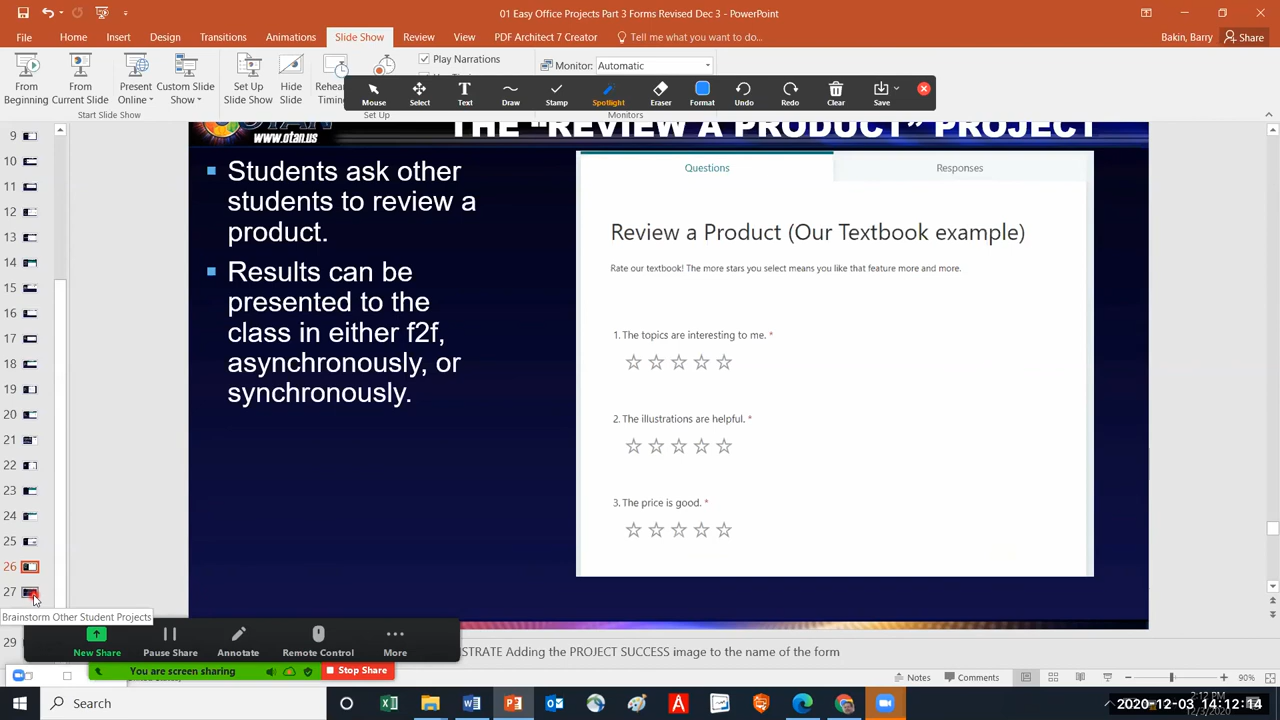 01 Easy Office Projects Part 3 Forms Revised Dec 3 - PowerPoint
File Home Insert Design Transitions Animations Slide Show Review View PDF Architect 7 Creator Tell me what you want to do... Bakin, Barry Share
From Beginning
From Current Slide
Present Online
Custom Slide Show
Set Up Slide Show
Hide Slide
Play Narrations
Monitor: Automatic
Start Slide Show Set Up Monitors
Mouse Select Text Draw Stamp Spotlight Eraser Format Undo Redo Clear Save
www.otan.us
THE "REVIEW A PRODUCT" PROJECT
Students ask other
students to review a
product.
Results can be
presented to the
class in either f2f,
asynchronously, or
synchronously.
Questions Responses
Review a Product (Our Textbook example)
Rate our textbook! The more stars you select means you like that feature more and more.
1. The topics are interesting to me. *
2. The illustrations are helpful. *
3. The price is good. *
10
11
12
13
14
15
16
17
18
19
20
21
22
23
24
25
26
27
Brainstorm Other Student Projects
29
New Share Pause Share Annotate Remote Control More
You are screen sharing Stop Share
STRATE Adding the PROJECT SUCCESS image to the name of the form
Notes Comments 90%
Search
2:12 PM
2020-12-03 14:12:14
12/3/2020